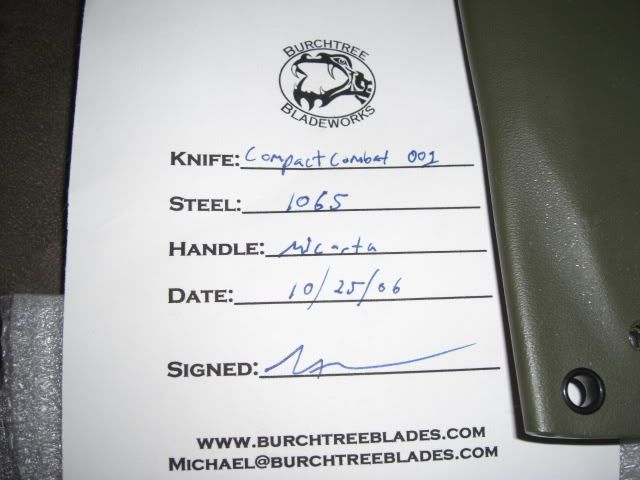 BURCHTREE
BLADEWORKS
KNIFE: Compact Combat 001
STEEL: 1065
HANDLE: Micarta
DATE: 10/25/06
SIGNED:
WWW.BURCHTREEBLADES.COM
MICHAEL@BURCHTREEBLADES.COM